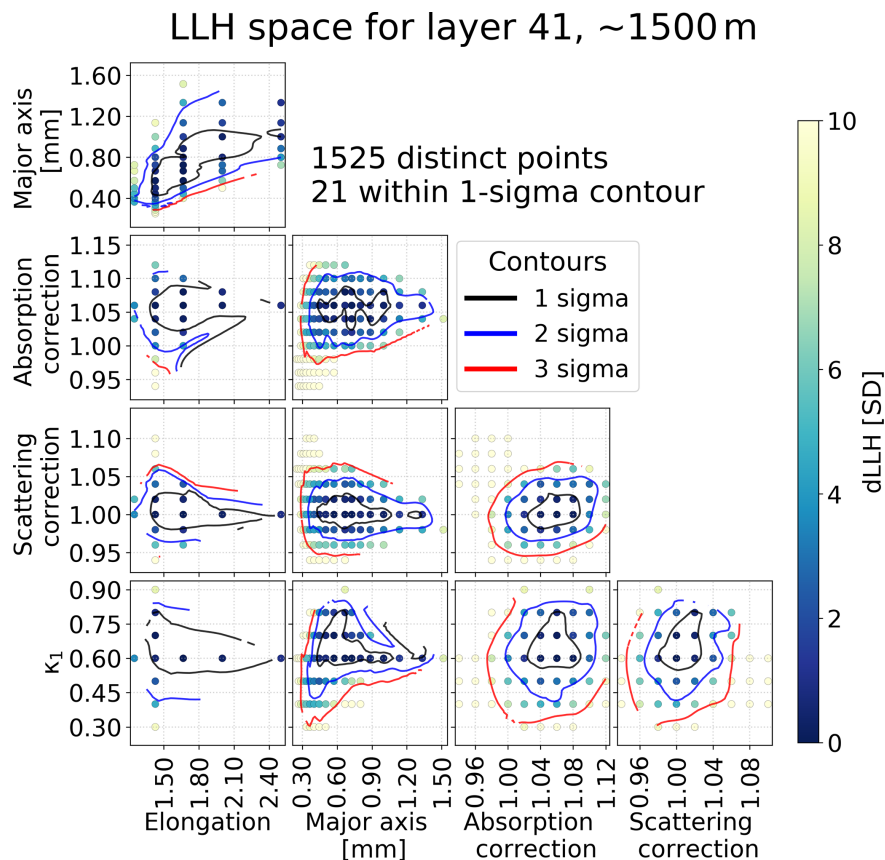 LLH space for layer 41, ~1500 m
Major axis
[mm]
1.60
1.20
0.80
0.40
1525 distinct points
21 within 1-sigma contour
Absorption
correction
1.15
1.10
1.05
1.00
0.95
Contours
1 sigma
2 sigma
3 sigma
Scattering
correction
1.10
1.05
1.00
0.95
κ1
0.90
0.75
0.60
0.45
0.30
1.50 1.80 2.10 2.40
Elongation
0.30 0.60 0.90 1.20 1.50
Major axis
[mm]
0.96 1.00 1.04 1.08 1.12
Absorption
correction
0.96 1.00 1.04 1.08
Scattering
correction
10
8
6
4
2
0
dLLH [SD]